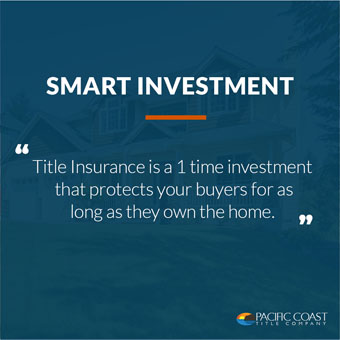 SMART INVESTMENT
“Title Insurance is a 1 time investment
that protects your buyers for as
long as they own the home.”
PACIFIC COAST
TITLE COMPANY